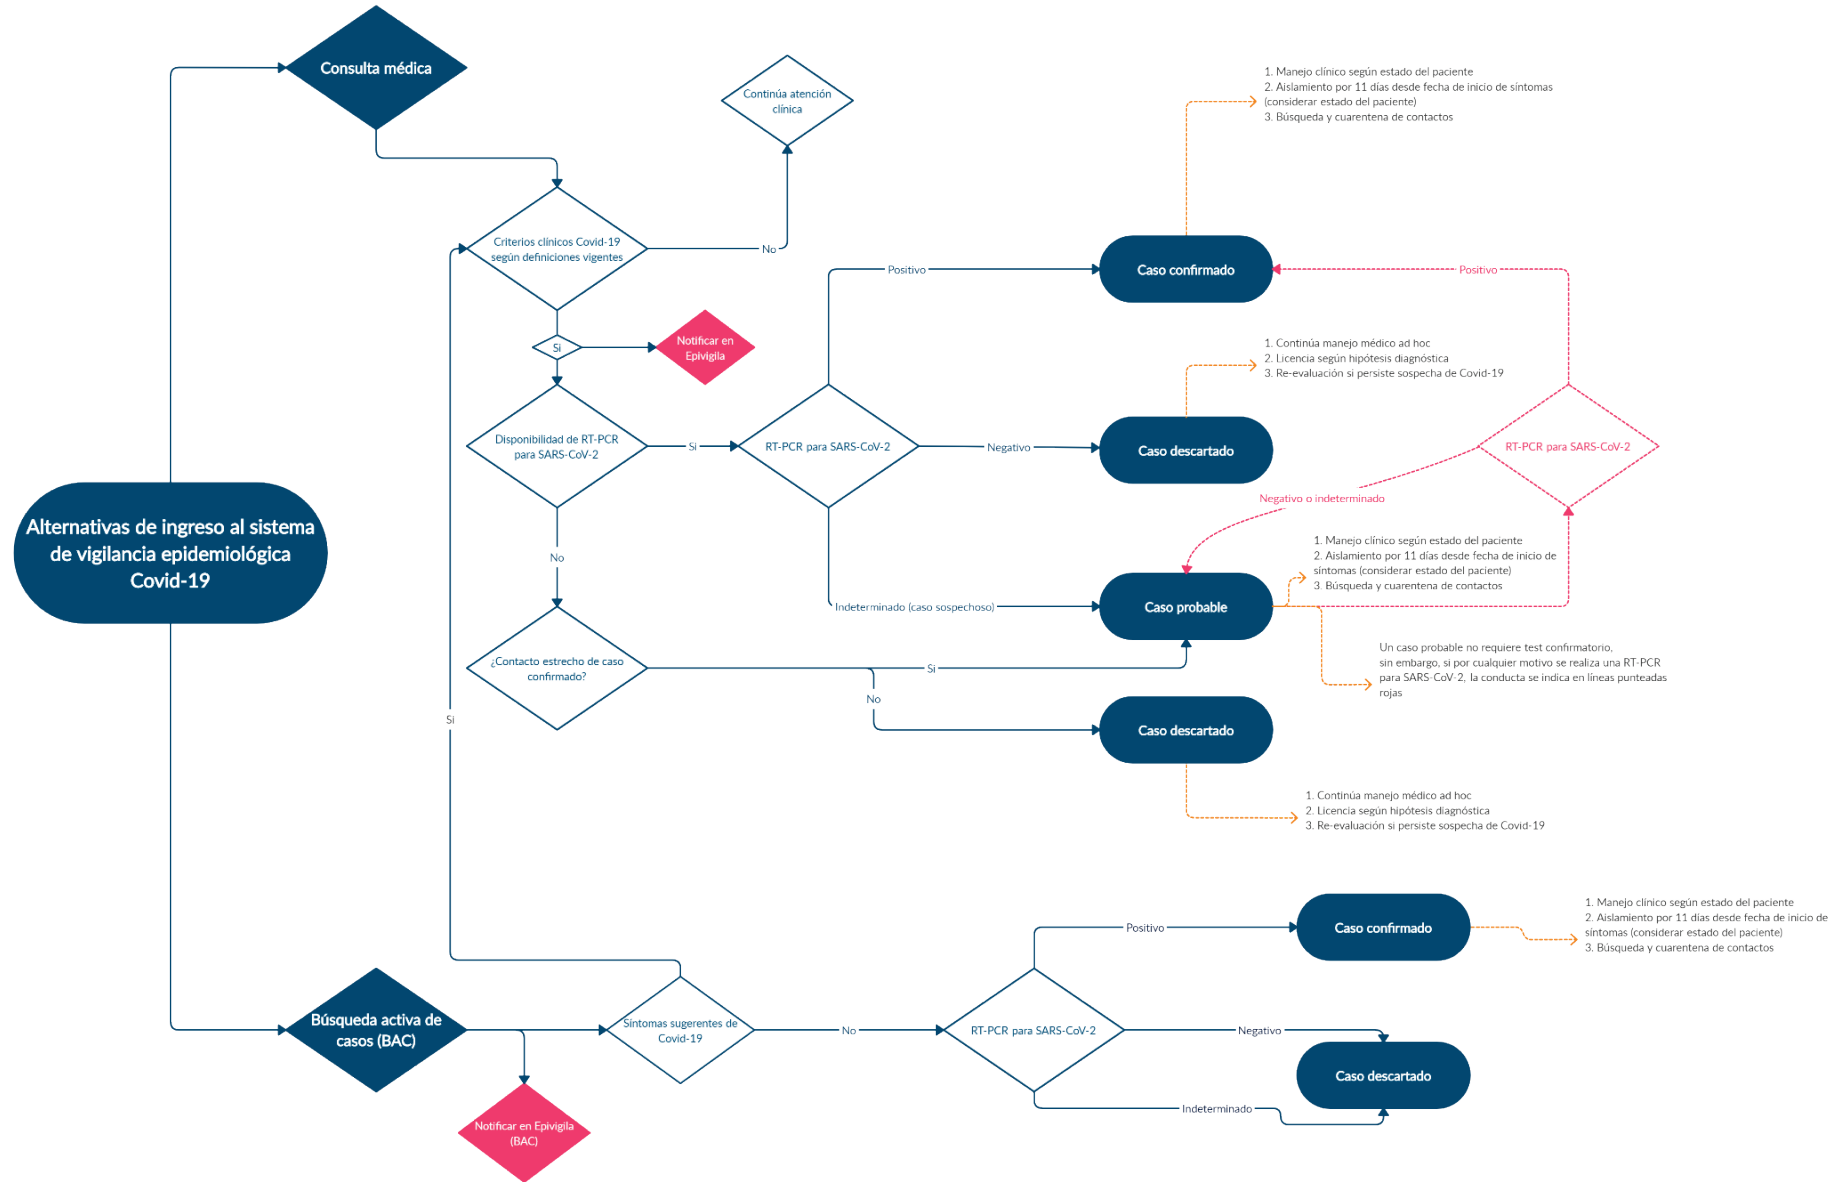 Consulta médica
Continúa atención
clínica
1. Manejo clínico según estado del paciente
2. Aislamiento por 11 días desde fecha de inicio de síntomas
(considerar estado del paciente)
3. Búsqueda y cuarentena de contactos
Criterios clínicos Covid-19
según definiciones vigentes
No
Positivo
Caso confirmado
Positivo
Si
Notificar en
Epivigila
1. Continúa manejo médico ad hoc
2. Licencia según hipótesis diagnóstica
3. Re-evaluación si persiste sospecha de Covid-19
Disponibilidad de RT-PCR
para SARS-CoV-2
Si
RT-PCR para SARS-CoV-2
Negativo
Caso descartado
RT-PCR para SARS-CoV-2
Negativo o indeterminado
Alternativas de ingreso al sistema
de vigilancia epidemiológica
Covid-19
No
1. Manejo clínico según estado del paciente
2. Aislamiento por 11 días desde fecha de inicio de
síntomas (considerar estado del paciente)
3. Búsqueda y cuarentena de contactos
Indeterminado (caso sospechoso)
Caso probable
¿Contacto estrecho de caso
confirmado?
Si
No
Un caso probable no requiere test confirmatorio,
sin embargo, si por cualquier motivo se realiza una RT-PCR
para SARS-CoV-2, la conducta se indica en líneas punteadas
rojas
Si
Caso descartado
1. Continúa manejo médico ad hoc
2. Licencia según hipótesis diagnóstica
3. Re-evaluación si persiste sospecha de Covid-19
Positivo
Caso confirmado
1. Manejo clínico según estado del paciente
2. Aislamiento por 11 días desde fecha de inicio de
síntomas (considerar estado del paciente)
3. Búsqueda y cuarentena de contactos
Búsqueda activa de
casos (BAC)
Síntomas sugerentes de
Covid-19
No
RT-PCR para SARS-CoV-2
Negativo
Caso descartado
Indeterminado
Notificar en Epivigila
(BAC)